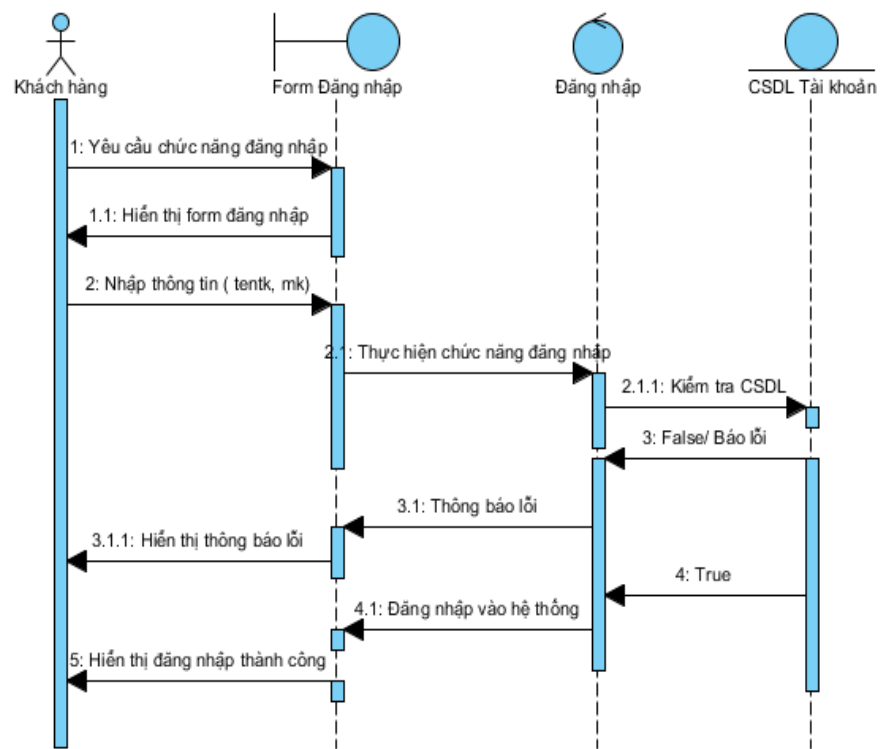 Khách hàng
Form Đăng nhập
Đăng nhập
CSDL Tài khoản
1: Yêu cầu chức năng đăng nhập
1.1: Hiển thị form đăng nhập
2: Nhập thông tin ( tentk, mk)
2.1: Thực hiện chức năng đăng nhập
2.1.1: Kiểm tra CSDL
3: False/ Báo lỗi
3.1: Thông báo lỗi
3.1.1: Hiển thị thông báo lỗi
4: True
4.1: Đăng nhập vào hệ thống
5: Hiển thị đăng nhập thành công